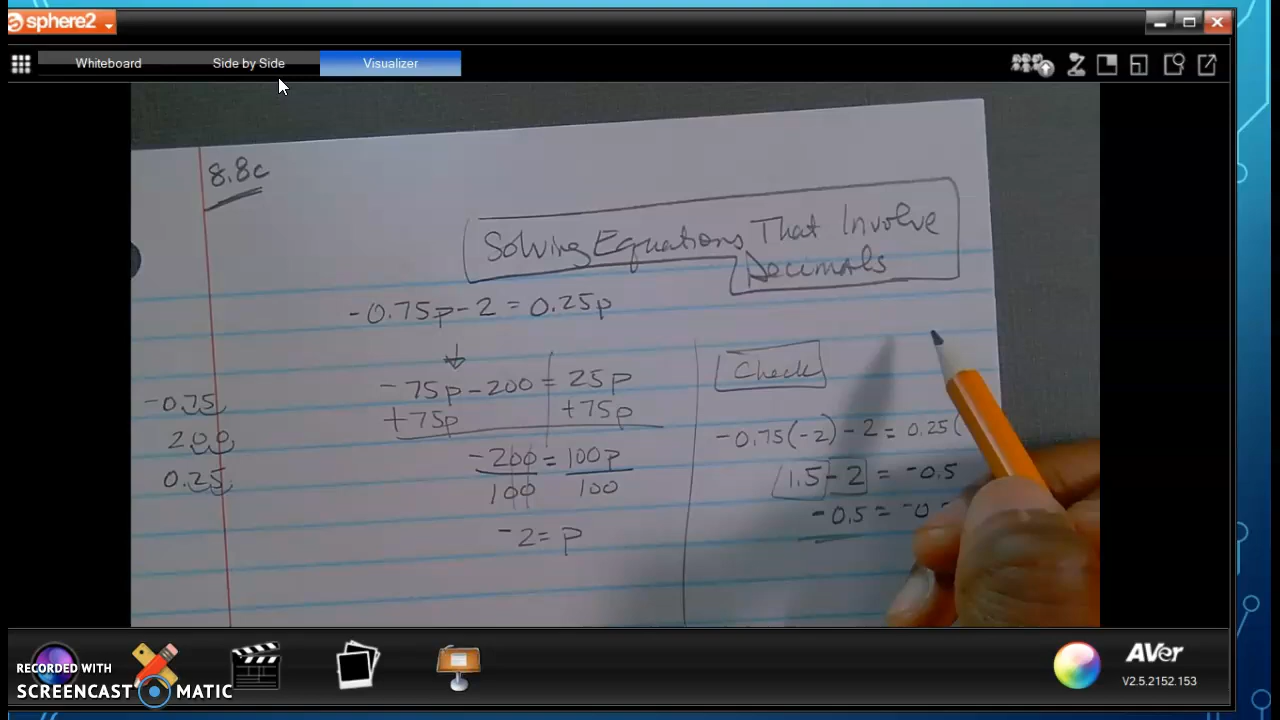 sphere2
Whiteboard
Side by Side
Visualizer
8.8c
Solving Equations That Involve
Decimals
-0.75p-2=0.25p
-75p-200=25p
+75p +75p
-200=100p
100 100
-2=p
-0.75
200
0.25
Check
-0.75(-2)-2=0.25(
1.5-2=-0.5
-0.5=-0.
RECORDED WITH
SCREENCAST MATIC
AVer
V2.5.2152.153